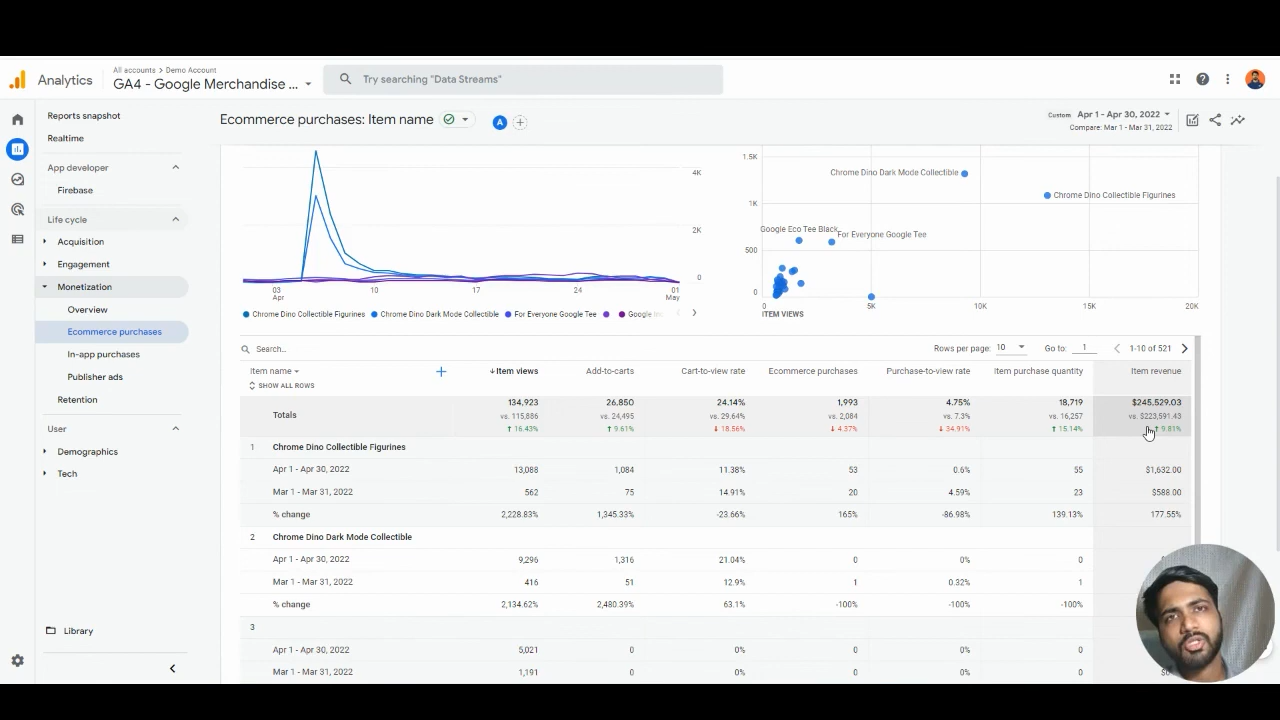 Analytics
All accounts > Demo Account
GA4 - Google Merchandise ...
Try searching "Data Streams"
Reports snapshot
Realtime
App developer
Firebase
Life cycle
Acquisition
Engagement
Monetization
Overview
Ecommerce purchases
In-app purchases
Publisher ads
Retention
User
Demographics
Tech
Library
Ecommerce purchases: Item name
A
Custom Apr 1 - Apr 30, 2022
Compare: Mar 1 - Mar 31, 2022
4K
2K
0
03 Apr 10 17 24 01 May
Chrome Dino Collectible Figurines Chrome Dino Dark Mode Collectible For Everyone Google Tee Google
1.5K
1K
500
0
Chrome Dino Dark Mode Collectible
Chrome Dino Collectible Figurines
Google Eco Tee Black
For Everyone Google Tee
0 5K 10K 15K 20K
ITEM VIEWS
Search...
Rows per page: 10 Go to: 1 1-10 of 521
Item name Item views Add-to-carts Cart-to-view rate Ecommerce purchases Purchase-to-view rate Item purchase quantity Item revenue
SHOW ALL ROWS
134,923 26,850 24.14% 1,993 4.75% 18,719 $245,529.03
Totals vs. 115,886 vs. 24,495 vs. 29.64% vs. 2,084 vs. 7.3% vs. 16,257 vs. $223,591.43
↑ 16.43% ↑ 9.61% ↓ 18.56% ↓ 4.37% ↓ 34.91% ↑ 15.14% ↑ 9.81%
1 Chrome Dino Collectible Figurines
Apr 1 - Apr 30, 2022 13,088 1,084 11.38% 53 0.6% 55 $1,632.00
Mar 1 - Mar 31, 2022 562 75 14.91% 20 4.59% 23 $588.00
% change 2,228.83% 1,345.33% -23.66% 165% -86.98% 139.13% 177.55%
2 Chrome Dino Dark Mode Collectible
Apr 1 - Apr 30, 2022 9,296 1,316 21.04% 0 0% 0
Mar 1 - Mar 31, 2022 416 51 12.9% 1 0.32% 1
% change 2,134.62% 2,480.39% 63.1% -100% -100% -100%
3
Apr 1 - Apr 30, 2022 5,021 0 0% 0 0% 0
Mar 1 - Mar 31, 2022 1,191 0 0% 0 0% 0